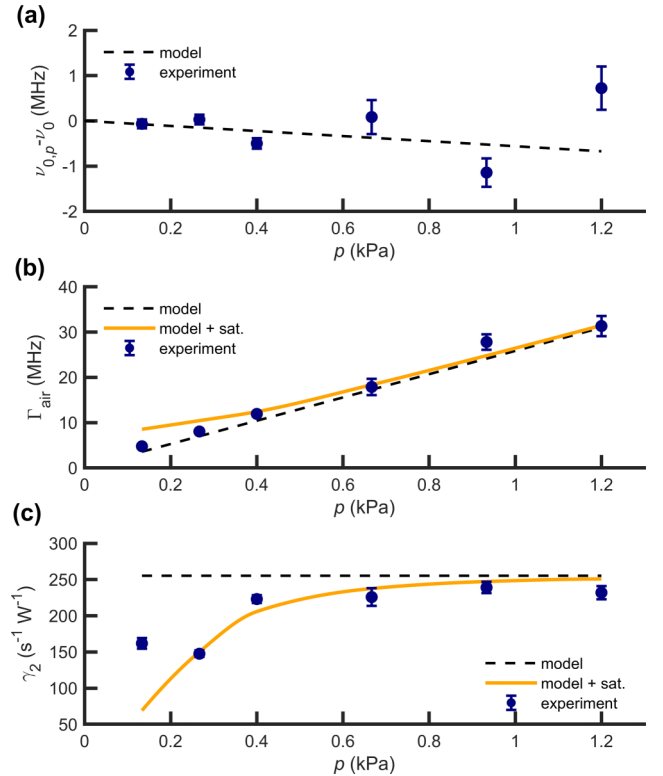 (a)
model
experiment
ν0,p-ν0 (MHz)
2
1
0
-1
-2
0 0.2 0.4 0.6 0.8 1 1.2
p (kPa)
(b)
model
model + sat.
experiment
Γair (MHz)
40
30
20
10
0
0 0.2 0.4 0.6 0.8 1 1.2
p (kPa)
(c)
γ2 (s-1 W-1)
300
250
200
150
100
50
model
model + sat.
experiment
0 0.2 0.4 0.6 0.8 1 1.2
p (kPa)